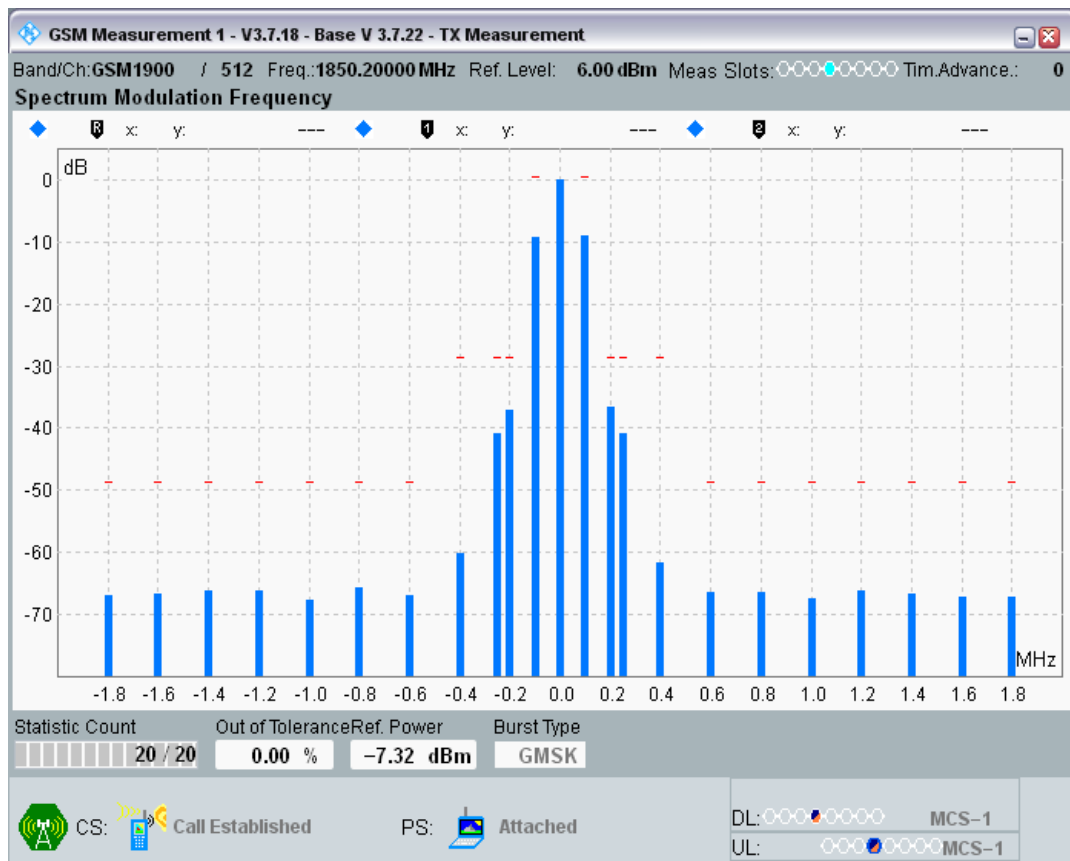 GSM Measurement 1 - V3.7.18 - Base V 3.7.22 - TX Measurement
Band/Ch:GSM1900 / 512 Freq.:1850.20000 MHz Ref. Level: 6.00 dBm Meas Slots: Tim.Advance.: 0
Spectrum Modulation Frequency
R x: y: --- 1 x: y: --- 2 x: y: ---
dB
0
-10
-20
-30
-40
-50
-60
-70
MHz
-1.8 -1.6 -1.4 -1.2 -1.0 -0.8 -0.6 -0.4 -0.2 0.0 0.2 0.4 0.6 0.8 1.0 1.2 1.4 1.6 1.8
Statistic Count Out of Tolerance Ref. Power Burst Type
20 / 20 0.00 % −7.32 dBm GMSK
CS: Call Established PS: Attached
DL: MCS−1
UL: MCS−1